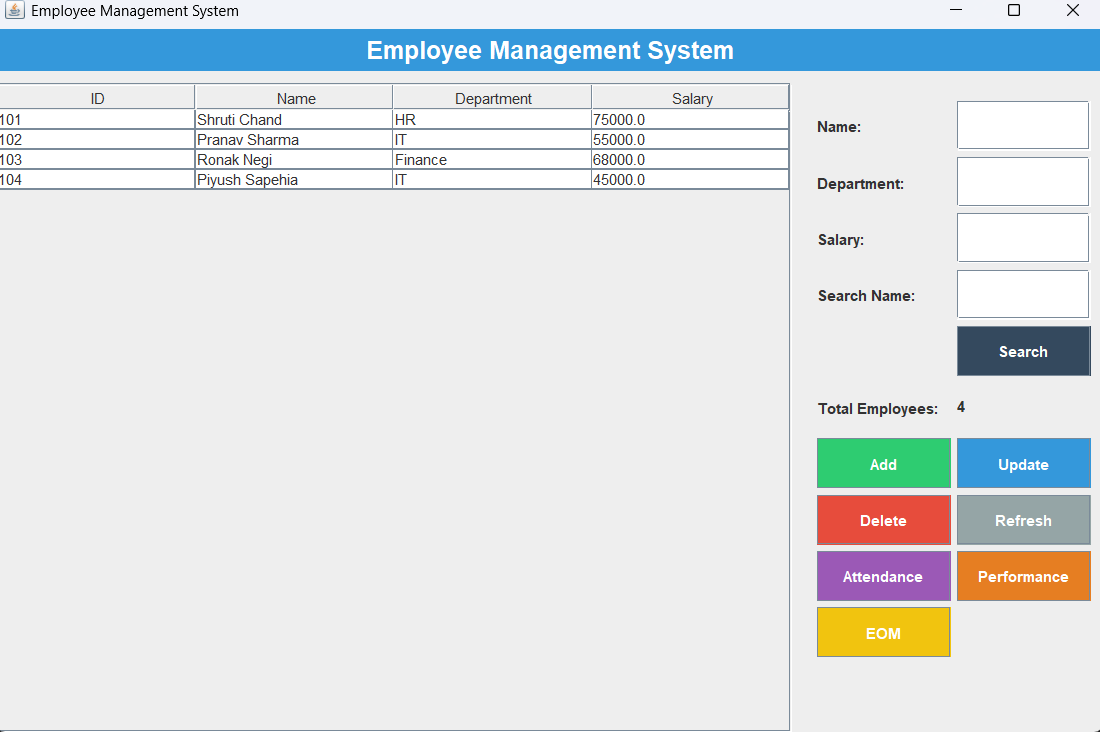 Employee Management System
Employee Management System
ID Name Department Salary
101 Shruti Chand HR 75000.0
102 Pranav Sharma IT 55000.0
103 Ronak Negi Finance 68000.0
104 Piyush Sapehia IT 45000.0
Name:
Department:
Salary:
Search Name:
Search
Total Employees: 4
Add Update
Delete Refresh
Attendance Performance
EOM